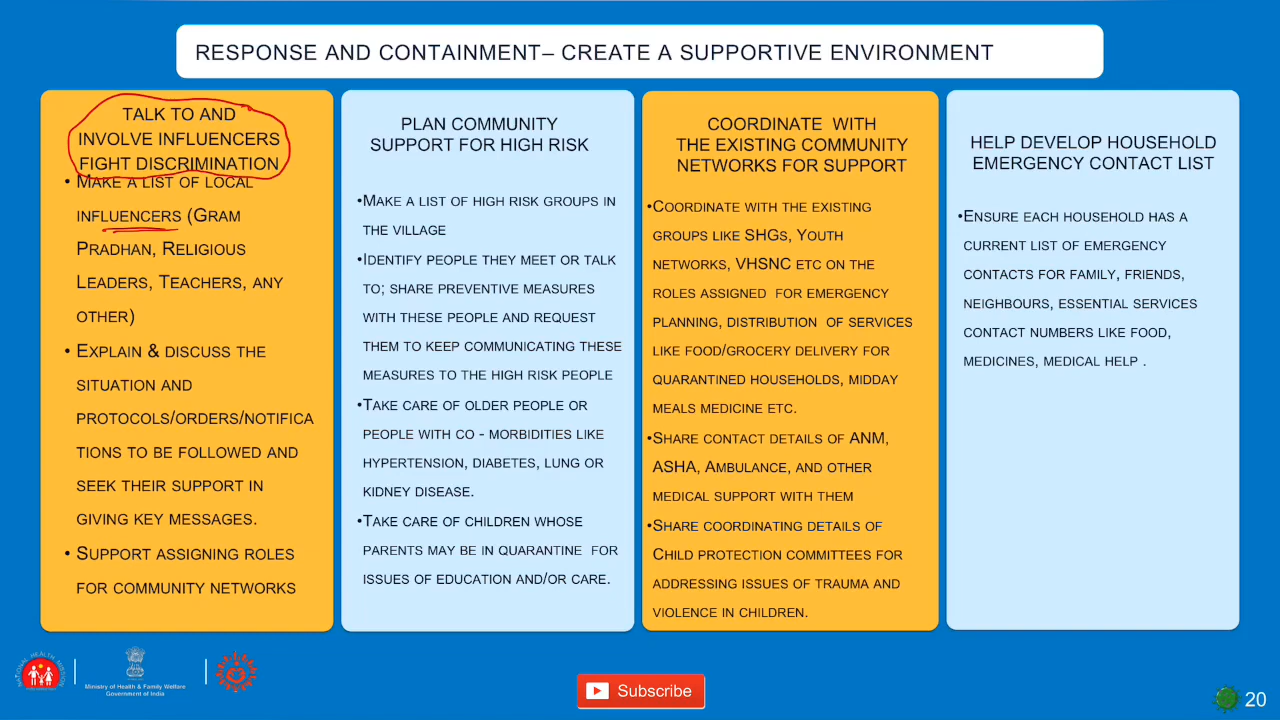 RESPONSE AND CONTAINMENT– CREATE A SUPPORTIVE ENVIRONMENT
TALK TO AND
INVOLVE INFLUENCERS
FIGHT DISCRIMINATION
• MAKE A LIST OF LOCAL
INFLUENCERS (GRAM
PRADHAN, RELIGIOUS
LEADERS, TEACHERS, ANY
OTHER)
• EXPLAIN & DISCUSS THE
SITUATION AND
PROTOCOLS/ORDERS/NOTIFICA
TIONS TO BE FOLLOWED AND
SEEK THEIR SUPPORT IN
GIVING KEY MESSAGES.
• SUPPORT ASSIGNING ROLES
FOR COMMUNITY NETWORKS
PLAN COMMUNITY
SUPPORT FOR HIGH RISK
•MAKE A LIST OF HIGH RISK GROUPS IN
THE VILLAGE
•IDENTIFY PEOPLE THEY MEET OR TALK
TO; SHARE PREVENTIVE MEASURES
WITH THESE PEOPLE AND REQUEST
THEM TO KEEP COMMUNICATING THESE
MEASURES TO THE HIGH RISK PEOPLE
•TAKE CARE OF OLDER PEOPLE OR
PEOPLE WITH CO - MORBIDITIES LIKE
HYPERTENSION, DIABETES, LUNG OR
KIDNEY DISEASE.
•TAKE CARE OF CHILDREN WHOSE
PARENTS MAY BE IN QUARANTINE FOR
ISSUES OF EDUCATION AND/OR CARE.
COORDINATE WITH
THE EXISTING COMMUNITY
NETWORKS FOR SUPPORT
•COORDINATE WITH THE EXISTING
GROUPS LIKE SHGS, YOUTH
NETWORKS, VHSNC ETC ON THE
ROLES ASSIGNED FOR EMERGENCY
PLANNING, DISTRIBUTION OF SERVICES
LIKE FOOD/GROCERY DELIVERY FOR
QUARANTINED HOUSEHOLDS, MIDDAY
MEALS MEDICINE ETC.
•SHARE CONTACT DETAILS OF ANM,
ASHA, AMBULANCE, AND OTHER
MEDICAL SUPPORT WITH THEM
•SHARE COORDINATING DETAILS OF
CHILD PROTECTION COMMITTEES FOR
ADDRESSING ISSUES OF TRAUMA AND
VIOLENCE IN CHILDREN.
HELP DEVELOP HOUSEHOLD
EMERGENCY CONTACT LIST
•ENSURE EACH HOUSEHOLD HAS A
CURRENT LIST OF EMERGENCY
CONTACTS FOR FAMILY, FRIENDS,
NEIGHBOURS, ESSENTIAL SERVICES
CONTACT NUMBERS LIKE FOOD,
MEDICINES, MEDICAL HELP .
NATIONAL HEALTH MISSION
Ministry of Health & Family Welfare
Government of India
Subscribe
20